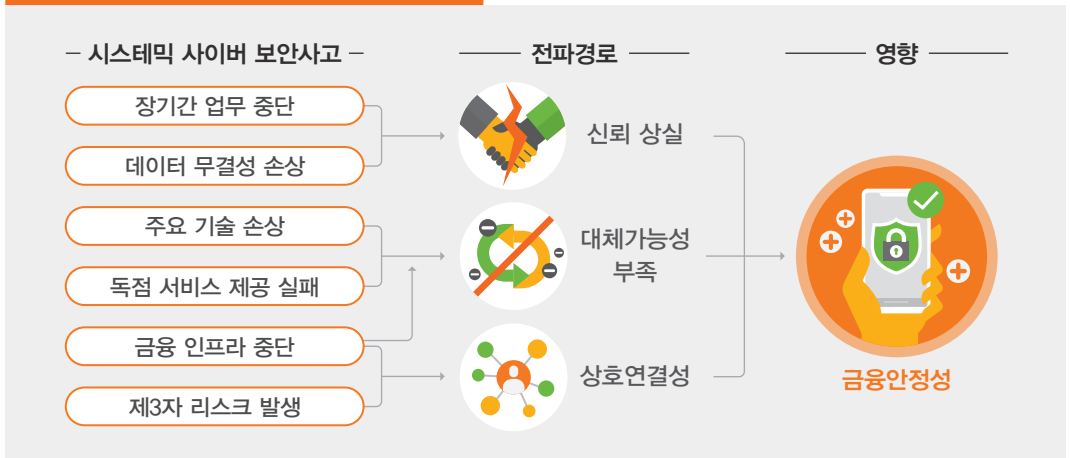 시스테믹 사이버 보안사고
전파경로
영향
장기간 업무 중단
데이터 무결성 손상
주요 기술 손상
독점 서비스 제공 실패
금융 인프라 중단
제3자 리스크 발생
신뢰 상실
대체가능성
부족
상호연결성
금융안정성